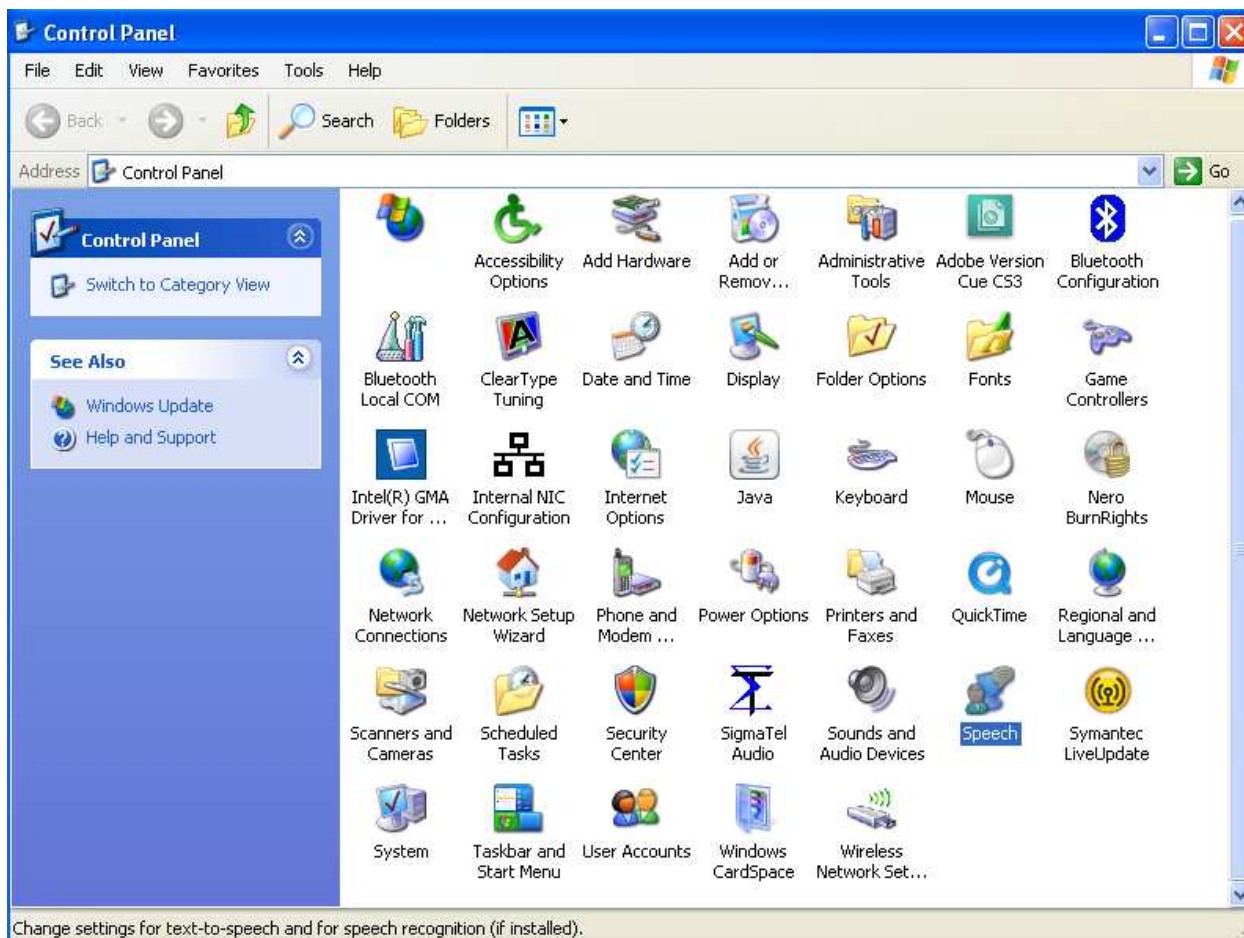 Control Panel
File Edit View Favorites Tools Help
Back Search Folders
Address Control Panel Go
Control Panel
Switch to Category View
See Also
Windows Update
Help and Support
Accessibility Options
Add Hardware
Add or Remov...
Administrative Tools
Adobe Version Cue CS3
Bluetooth Configuration
Bluetooth Local COM
ClearType Tuning
Date and Time
Display
Folder Options
Fonts
Game Controllers
Intel(R) GMA Driver for ...
Internal NIC Configuration
Internet Options
Java
Keyboard
Mouse
Nero BurnRights
Network Connections
Network Setup Wizard
Phone and Modem ...
Power Options
Printers and Faxes
QuickTime
Regional and Language ...
Scanners and Cameras
Scheduled Tasks
Security Center
SigmaTel Audio
Sounds and Audio Devices
Speech
Symantec LiveUpdate
System
Taskbar and Start Menu
User Accounts
Windows CardSpace
Wireless Network Set...
Change settings for text-to-speech and for speech recognition (if installed).